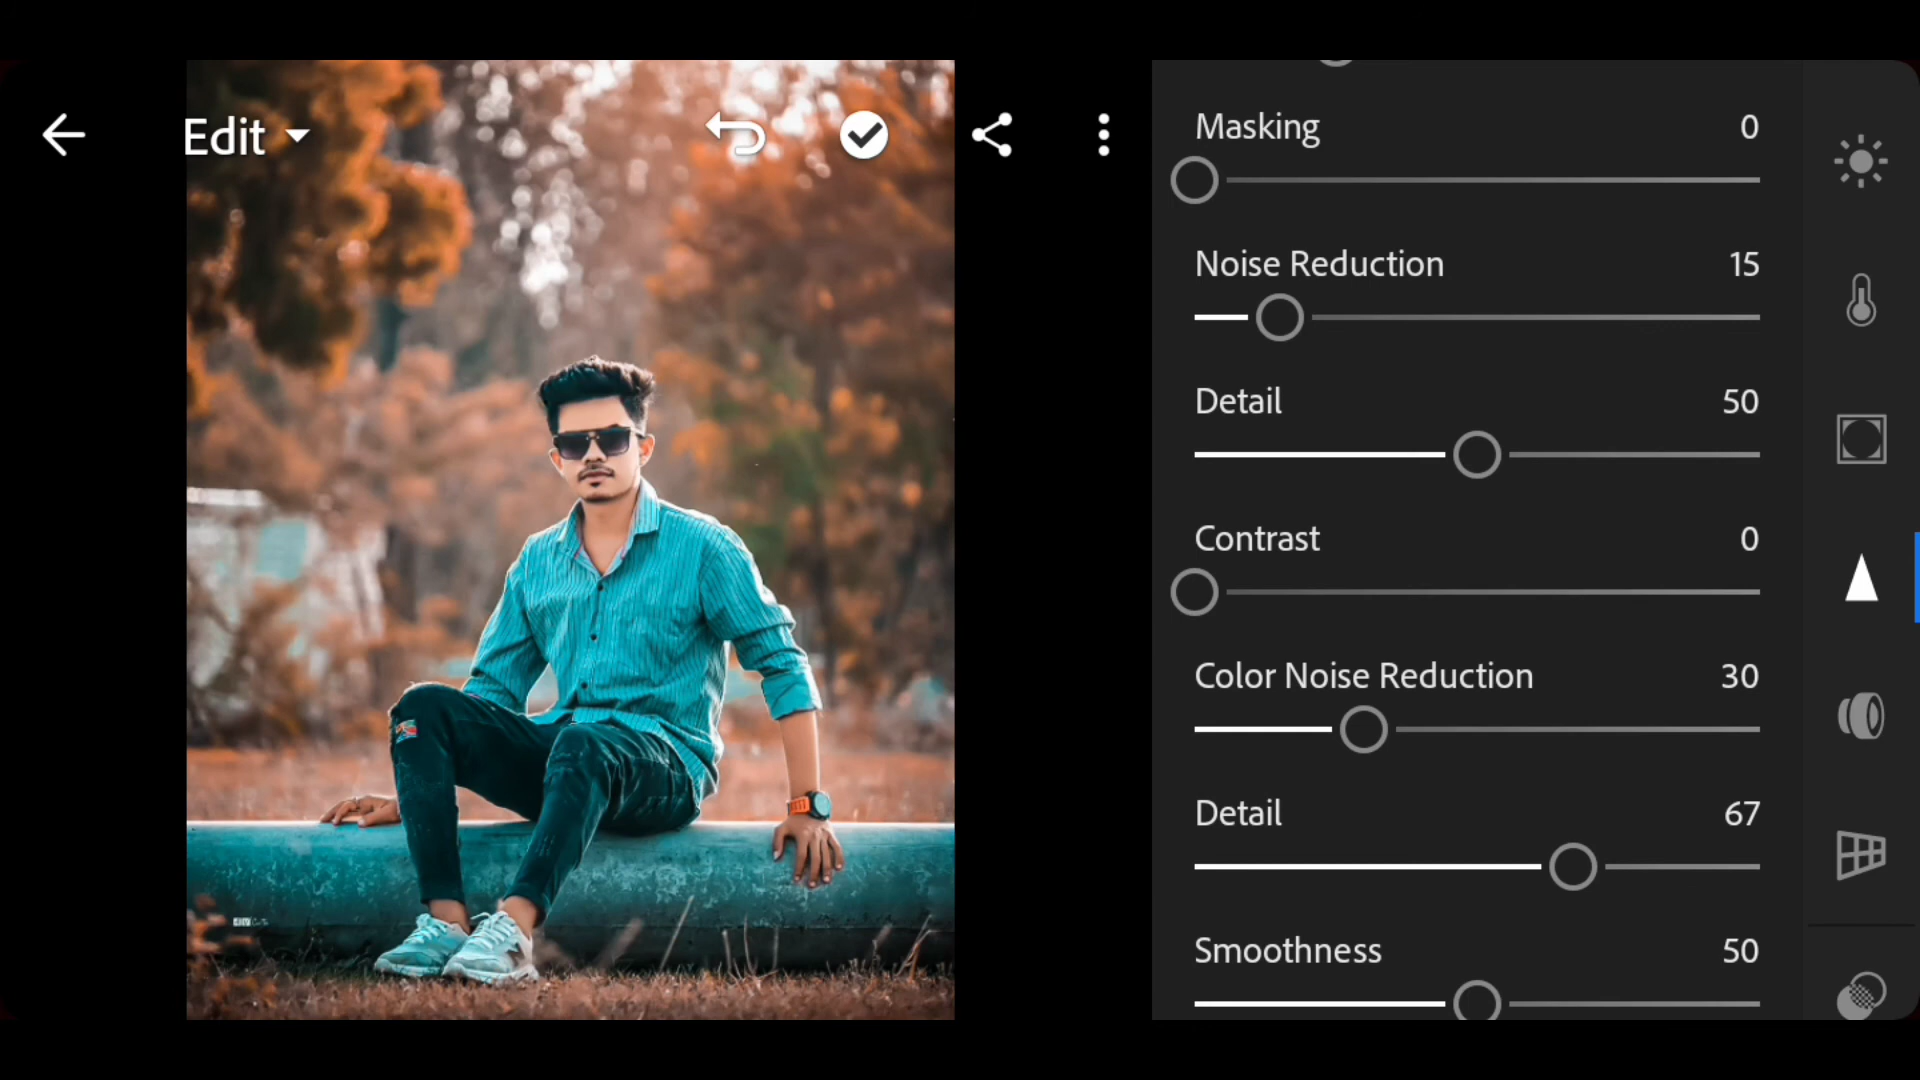 Edit
Masking 0
Noise Reduction 15
Detail 50
Contrast 0
Color Noise Reduction 30
Detail 67
Smoothness 50